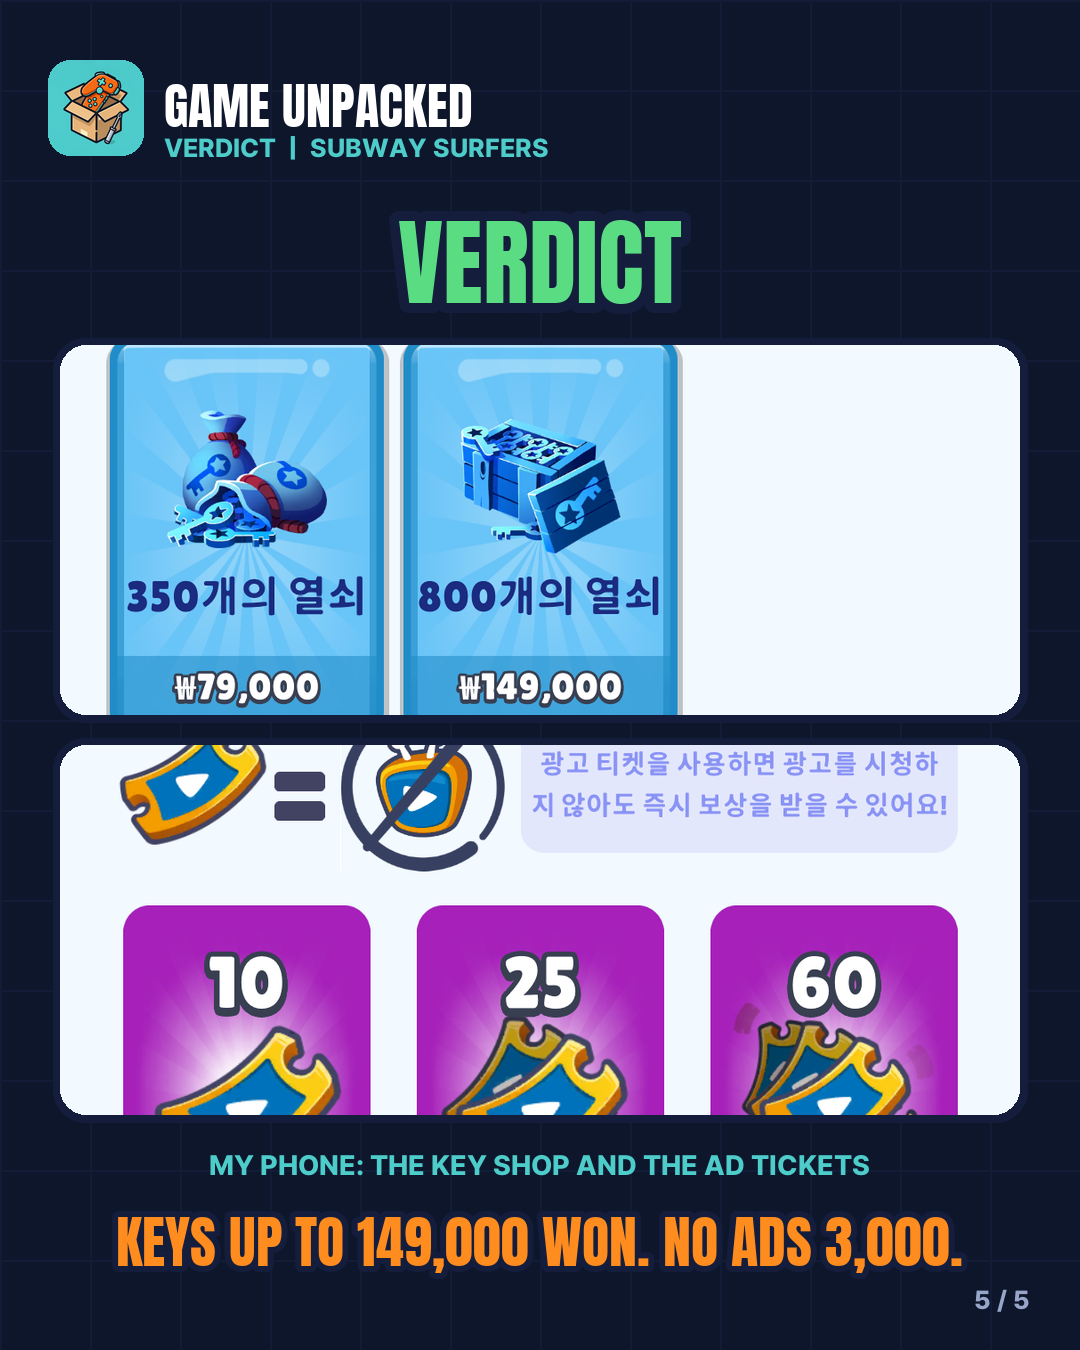 GAME UNPACKED
VERDICT | SUBWAY SURFERS
VERDICT
350개의 열쇠
800개의 열쇠
₩79,000
₩149,000
광고 티켓을 사용하면 광고를 시청하
지 않아도 즉시 보상을 받을 수 있어요!
10
25
60
MY PHONE: THE KEY SHOP AND THE AD TICKETS
KEYS UP TO 149,000 WON. NO ADS 3,000.
5 / 5